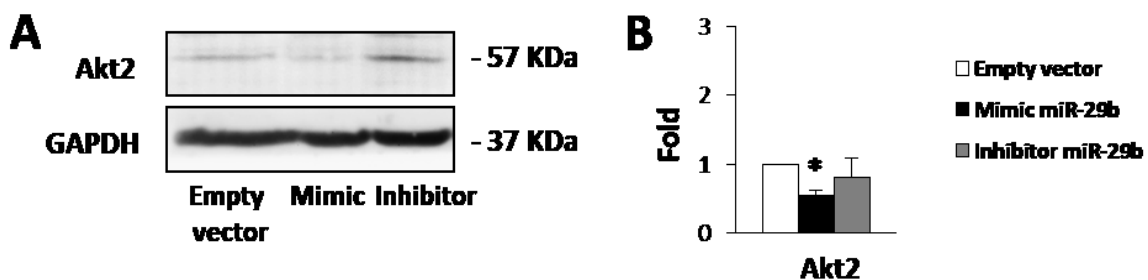 A
Akt2
- 57 KDa
GAPDH
- 37 KDa
Empty vector
Mimic
Inhibitor
B
3
2
1
0
Fold
*
Akt2
Empty vector
Mimic miR-29b
Inhibitor miR-29b